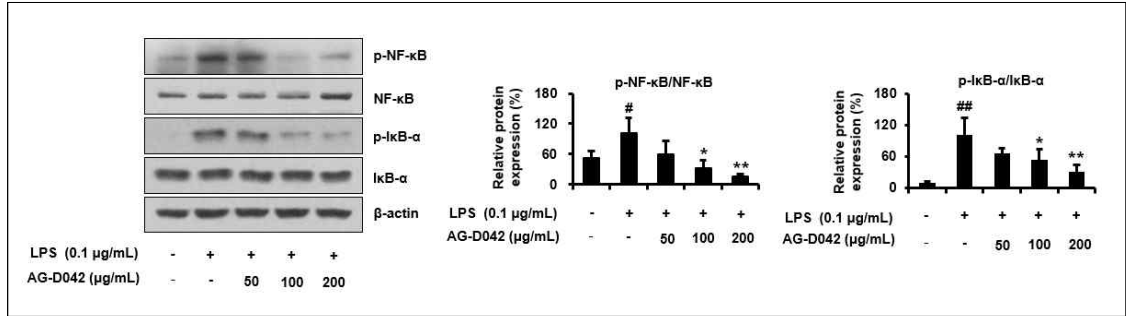 p-NF-κB
NF-κB
p-IκB-α
IκB-α
β-actin
LPS (0.1 μg/mL) - + + + +
AG-D042 (μg/mL) - - 50 100 200
p-NF-κB/NF-κB
Relative protein
expression (%)
180
120
60
0
#
*
**
LPS (0.1 μg/mL) - + + + +
AG-D042 (μg/mL) - - 50 100 200
p-IκB-α/IκB-α
Relative protein
expression (%)
180
120
60
0
##
*
**
LPS (0.1 μg/mL) - + + + +
AG-D042 (μg/mL) - - 50 100 200